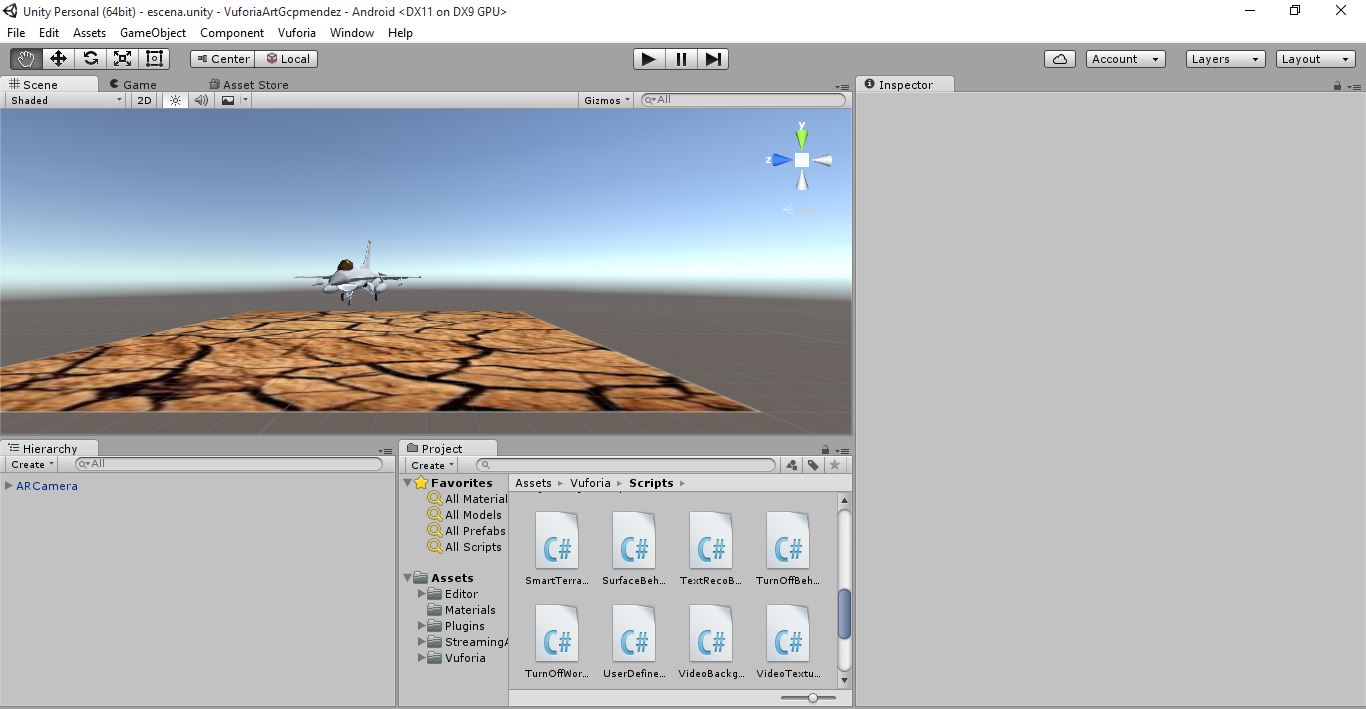 Unity Personal (64bit) - escena.unity - VuforiaArtGcpmendez - Android <DX11 on DX9 GPU>
File Edit Assets GameObject Component Vuforia Window Help
Center Local Account Layers Layout
Scene Game Asset Store Inspector
Shaded 2D Gizmos All
y
z
Hierarchy
Create All
ARCamera
Project
Create
Favorites
All Material
All Models
All Prefabs
All Scripts
Assets
Editor
Materials
Plugins
StreamingA
Vuforia
Assets Vuforia Scripts
SmartTerra... SurfaceBeh... TextRecoB... TurnOffBeh...
C# C# C# C#
TurnOffWor... UserDefine... VideoBackg... VideoTextu...
C# C# C# C#